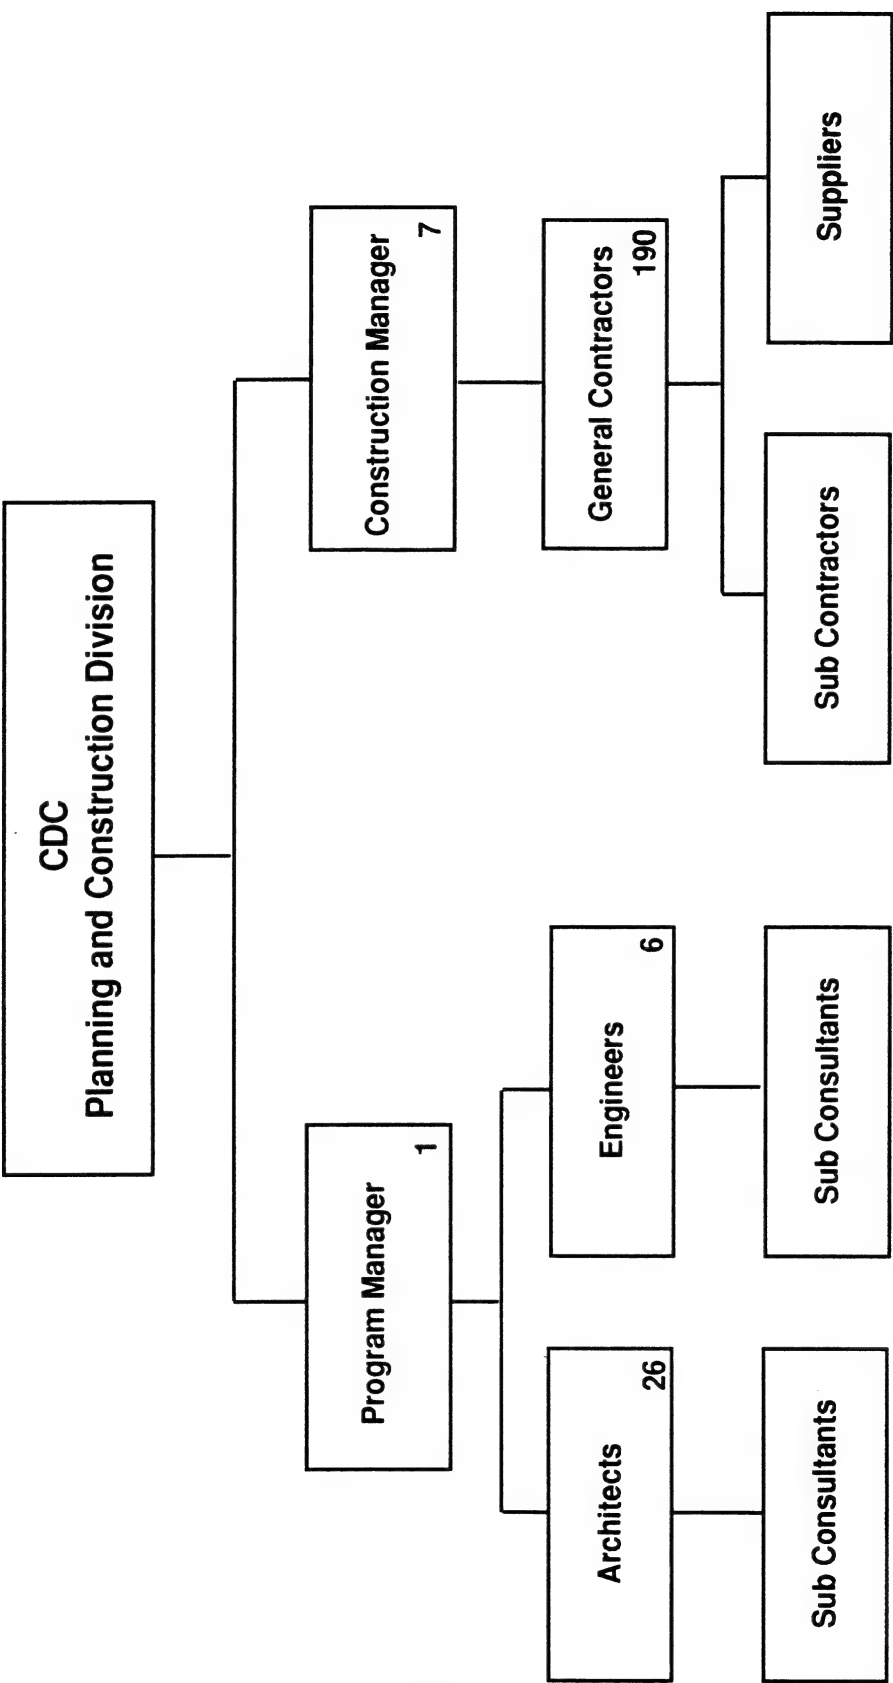 CDC
Planning and Construction Division
Program Manager
1
Construction Manager
7
Architects
26
Engineers
6
General Contractors
190
Sub Consultants
Sub Consultants
Sub Contractors
Suppliers